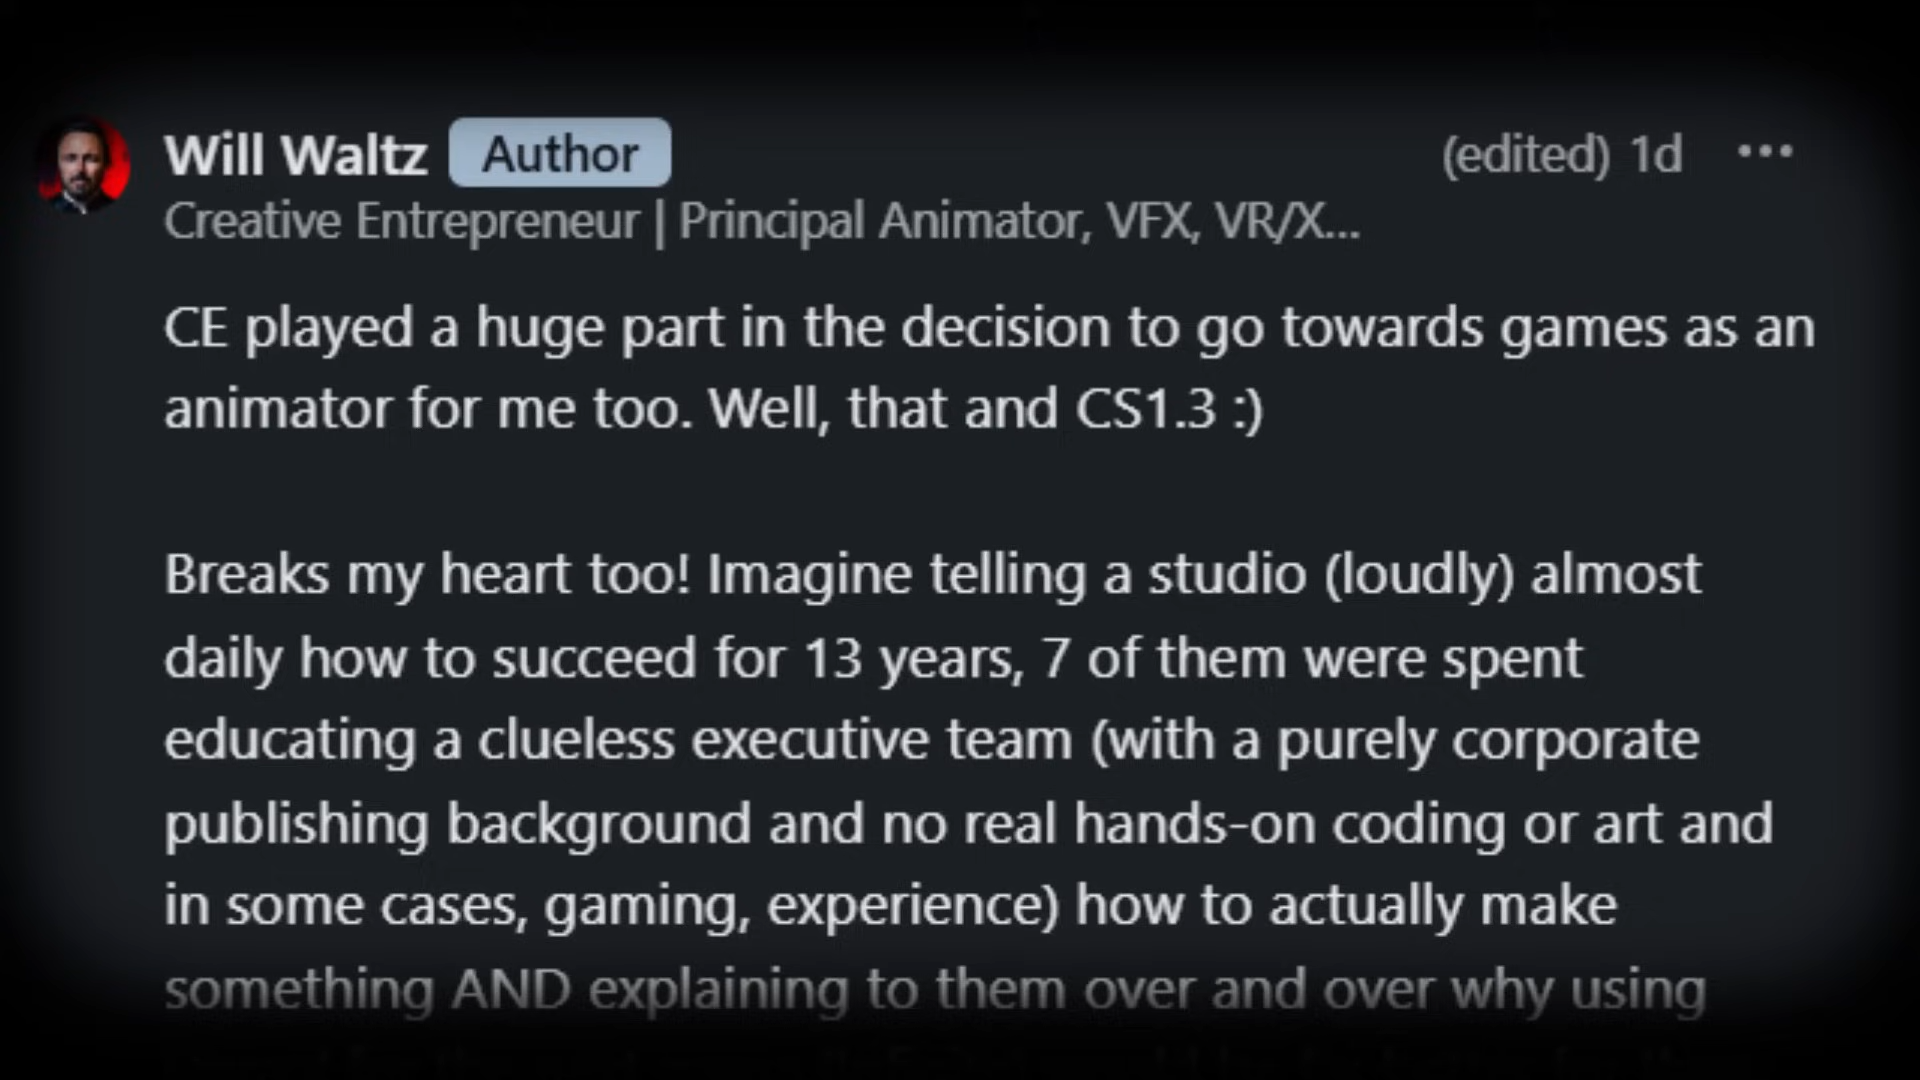 Will Waltz Author (edited) 1d ...
Creative Entrepreneur | Principal Animator, VFX, VR/X...
CE played a huge part in the decision to go towards games as an
animator for me too. Well, that and CS1.3 :)
Breaks my heart too! Imagine telling a studio (loudly) almost
daily how to succeed for 13 years, 7 of them were spent
educating a clueless executive team (with a purely corporate
publishing background and no real hands-on coding or art and
in some cases, gaming, experience) how to actually make
something AND explaining to them over and over why using